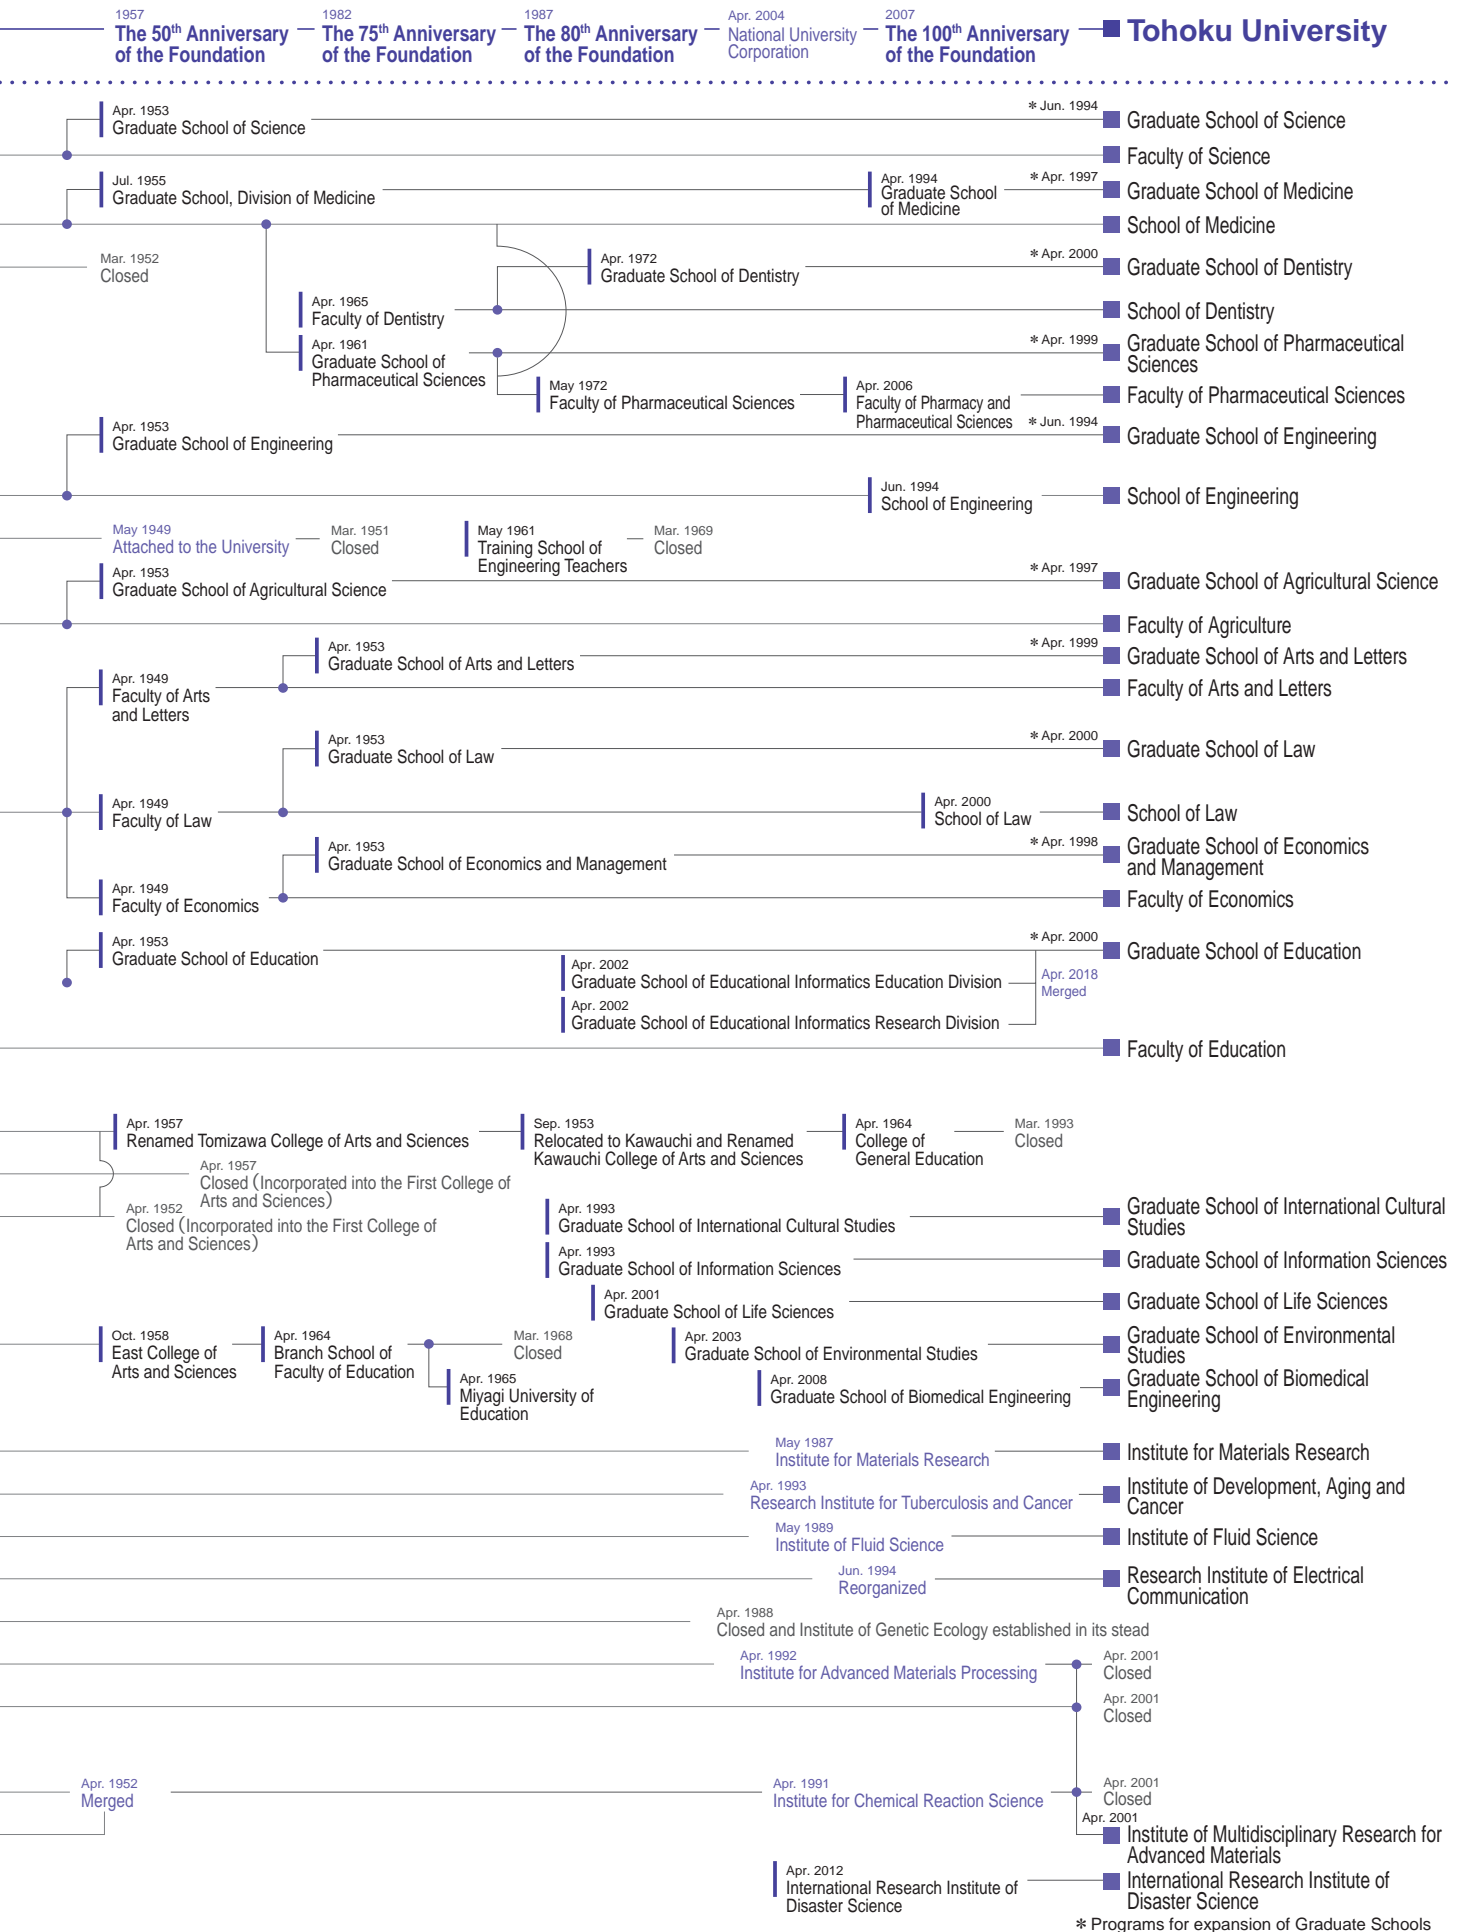 1957
The 50th Anniversary
of the Foundation
1982
The 75th Anniversary
of the Foundation
1987
The 80th Anniversary
of the Foundation
Apr. 2004
National University
Corporation
2007
The 100th Anniversary
of the Foundation
Tohoku University
Apr. 1953
Graduate School of Science
* Jun. 1994
Graduate School of Science
Faculty of Science
Jul. 1955
Graduate School, Division of Medicine
Apr. 1994
Graduate School
of Medicine
* Apr. 1997
Graduate School of Medicine
School of Medicine
Mar. 1952
Closed
Apr. 1972
Graduate School of Dentistry
* Apr. 2000
Graduate School of Dentistry
Apr. 1965
Faculty of Dentistry
School of Dentistry
Apr. 1961
Graduate School of
Pharmaceutical Sciences
* Apr. 1999
Graduate School of Pharmaceutical
Sciences
May 1972
Faculty of Pharmaceutical Sciences
Apr. 2006
Faculty of Pharmacy and
Pharmaceutical Sciences
Faculty of Pharmaceutical Sciences
Apr. 1953
Graduate School of Engineering
* Jun. 1994
Graduate School of Engineering
Jun. 1994
School of Engineering
School of Engineering
May 1949
Attached to the University
Mar. 1951
Closed
May 1961
Training School of
Engineering Teachers
Mar. 1969
Closed
Apr. 1953
Graduate School of Agricultural Science
* Apr. 1997
Graduate School of Agricultural Science
Faculty of Agriculture
Apr. 1953
Graduate School of Arts and Letters
* Apr. 1999
Graduate School of Arts and Letters
Apr. 1949
Faculty of Arts
and Letters
Faculty of Arts and Letters
Apr. 1953
Graduate School of Law
* Apr. 2000
Graduate School of Law
Apr. 1949
Faculty of Law
Apr. 2000
School of Law
School of Law
Apr. 1953
Graduate School of Economics and Management
* Apr. 1998
Graduate School of Economics
and Management
Apr. 1949
Faculty of Economics
Faculty of Economics
Apr. 1953
Graduate School of Education
* Apr. 2000
Graduate School of Education
Apr. 2002
Graduate School of Educational Informatics Education Division
Apr. 2018
Merged
Apr. 2002
Graduate School of Educational Informatics Research Division
Faculty of Education
Apr. 1957
Renamed Tomizawa College of Arts and Sciences
Sep. 1953
Relocated to Kawauchi and Renamed
Kawauchi College of Arts and Sciences
Apr. 1964
College of
General Education
Mar. 1993
Closed
Apr. 1957
Closed (Incorporated into the First College of
Arts and Sciences)
Apr. 1952
Closed (Incorporated into the First College of
Arts and Sciences)
Apr. 1993
Graduate School of International Cultural Studies
Graduate School of International Cultural
Studies
Apr. 1993
Graduate School of Information Sciences
Graduate School of Information Sciences
Apr. 2001
Graduate School of Life Sciences
Graduate School of Life Sciences
Oct. 1958
East College of
Arts and Sciences
Apr. 1964
Branch School of
Faculty of Education
Mar. 1968
Closed
Apr. 2003
Graduate School of Environmental Studies
Graduate School of Environmental
Studies
Apr. 1965
Miyagi University of
Education
Apr. 2008
Graduate School of Biomedical Engineering
Graduate School of Biomedical
Engineering
May 1987
Institute for Materials Research
Institute for Materials Research
Apr. 1993
Research Institute for Tuberculosis and Cancer
Institute of Development, Aging and
Cancer
May 1989
Institute of Fluid Science
Institute of Fluid Science
Jun. 1994
Reorganized
Research Institute of Electrical
Communication
Apr. 1988
Closed and Institute of Genetic Ecology established in its stead
Apr. 1992
Institute for Advanced Materials Processing
Apr. 2001
Closed
Apr. 2001
Closed
Apr. 1952
Merged
Apr. 1991
Institute for Chemical Reaction Science
Apr. 2001
Closed
Apr. 2001
Institute of Multidisciplinary Research for
Advanced Materials
Apr. 2012
International Research Institute of
Disaster Science
International Research Institute of
Disaster Science
* Programs for expansion of Graduate Schools